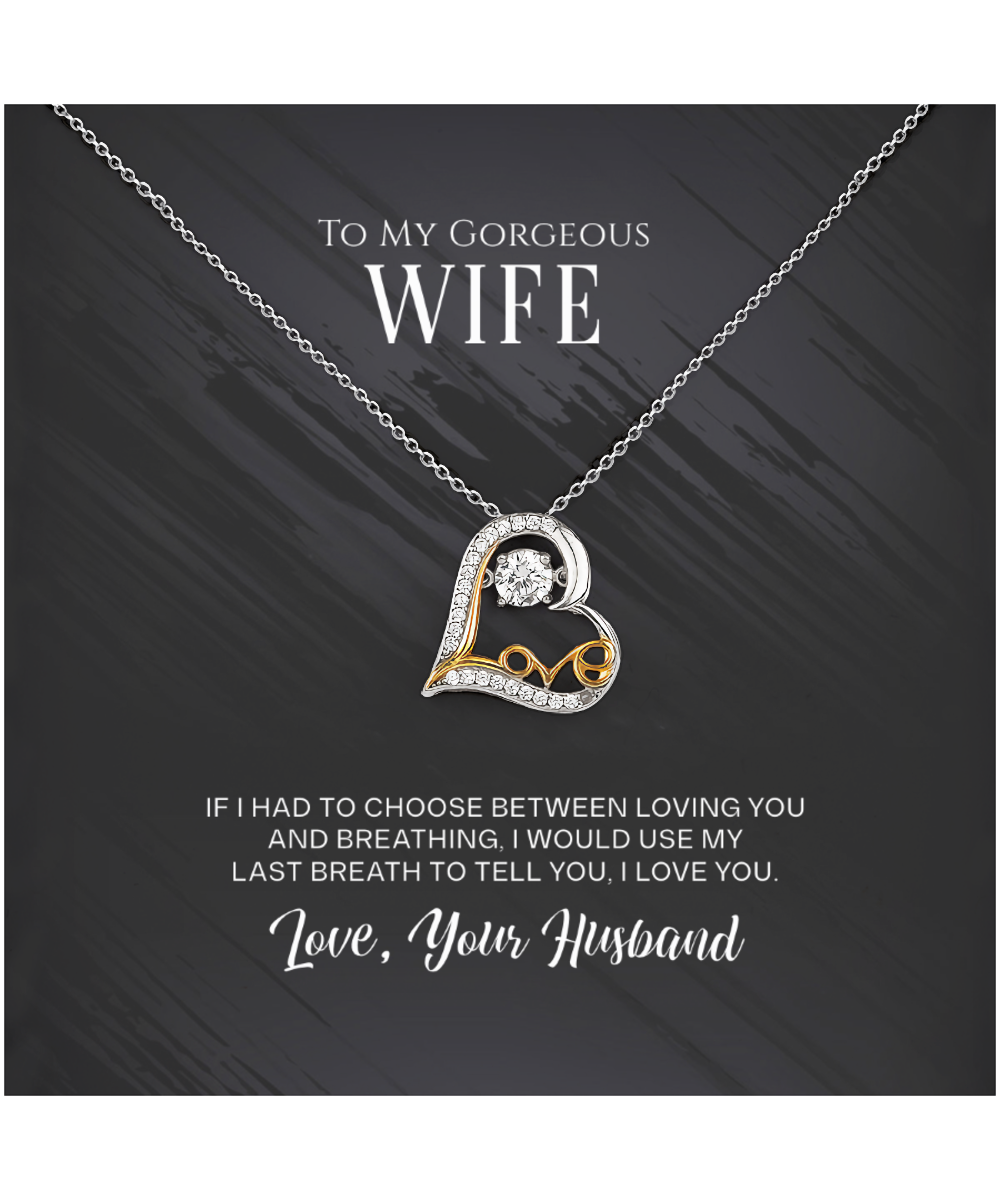 To My Gorgeous
WIFE
Love
IF I HAD TO CHOOSE BETWEEN LOVING YOU
AND BREATHING, I WOULD USE MY
LAST BREATH TO TELL YOU, I LOVE YOU.
Love, Your Husband